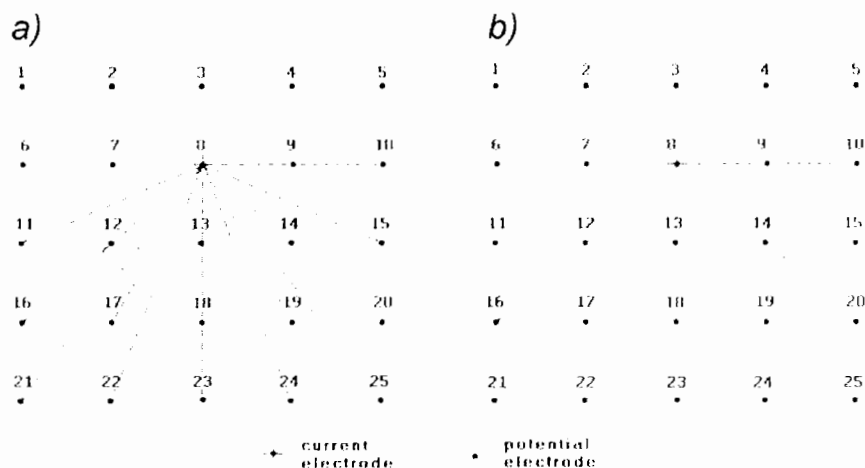 a) b)
1 2 3 4 5 1 2 3 4 5
6 7 8 9 10 6 7 8 9 10
11 12 13 14 15 11 12 13 14 15
16 17 18 19 20 16 17 18 19 20
21 22 23 24 25 21 22 23 24 25
current potential
electrode electrode